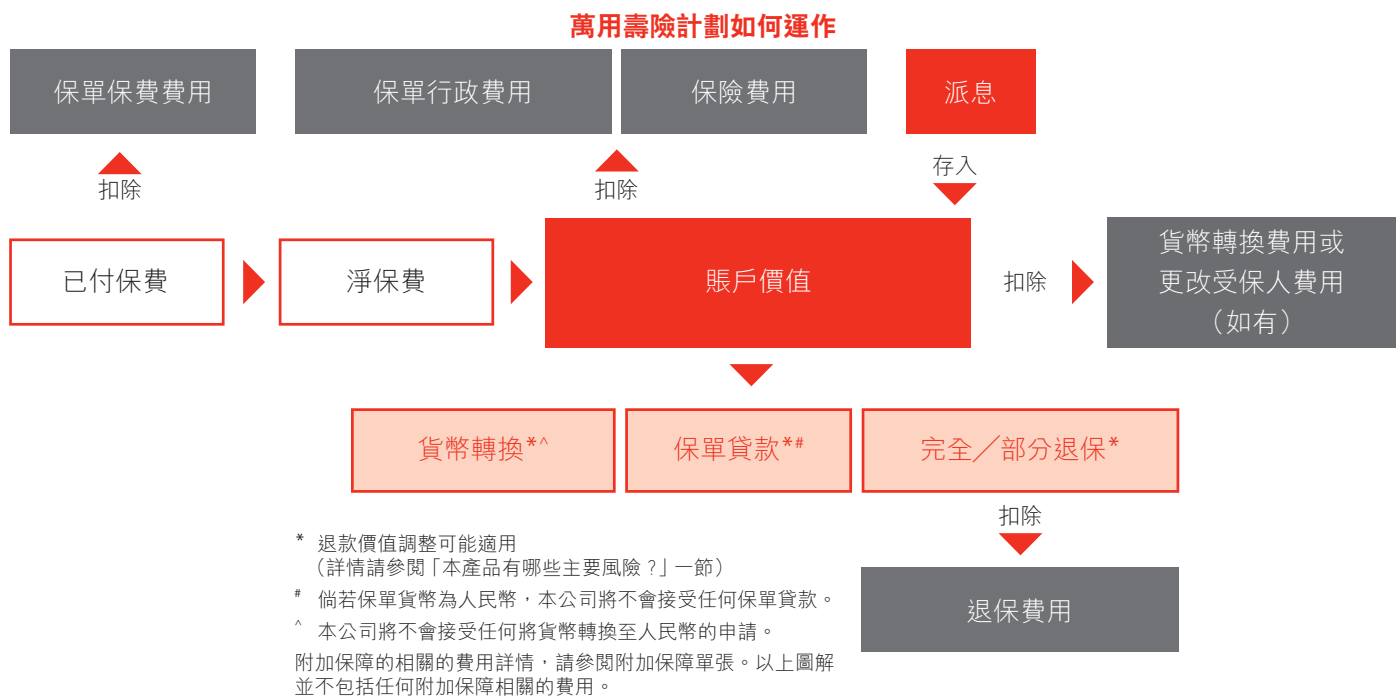 萬用壽險計劃如何運作
保單保費費用
保單行政費用
保險費用
派息
扣除
扣除
存入
已付保費
淨保費
賬戶價值
扣除
貨幣轉換費用或
更改受保人費用
（如有）
貨幣轉換*^
保單貸款*#
完全／部分退保*
扣除
退保費用
* 退款價值調整可能適用
（詳情請參閱「本產品有哪些主要風險？」一節）
# 倘若保單貨幣為人民幣，本公司將不會接受任何保單貸款。
^ 本公司將不會接受任何將貨幣轉換至人民幣的申請。
附加保障的相關的費用詳情，請參閱附加保障單張。以上圖解
並不包括任何附加保障相關的費用。